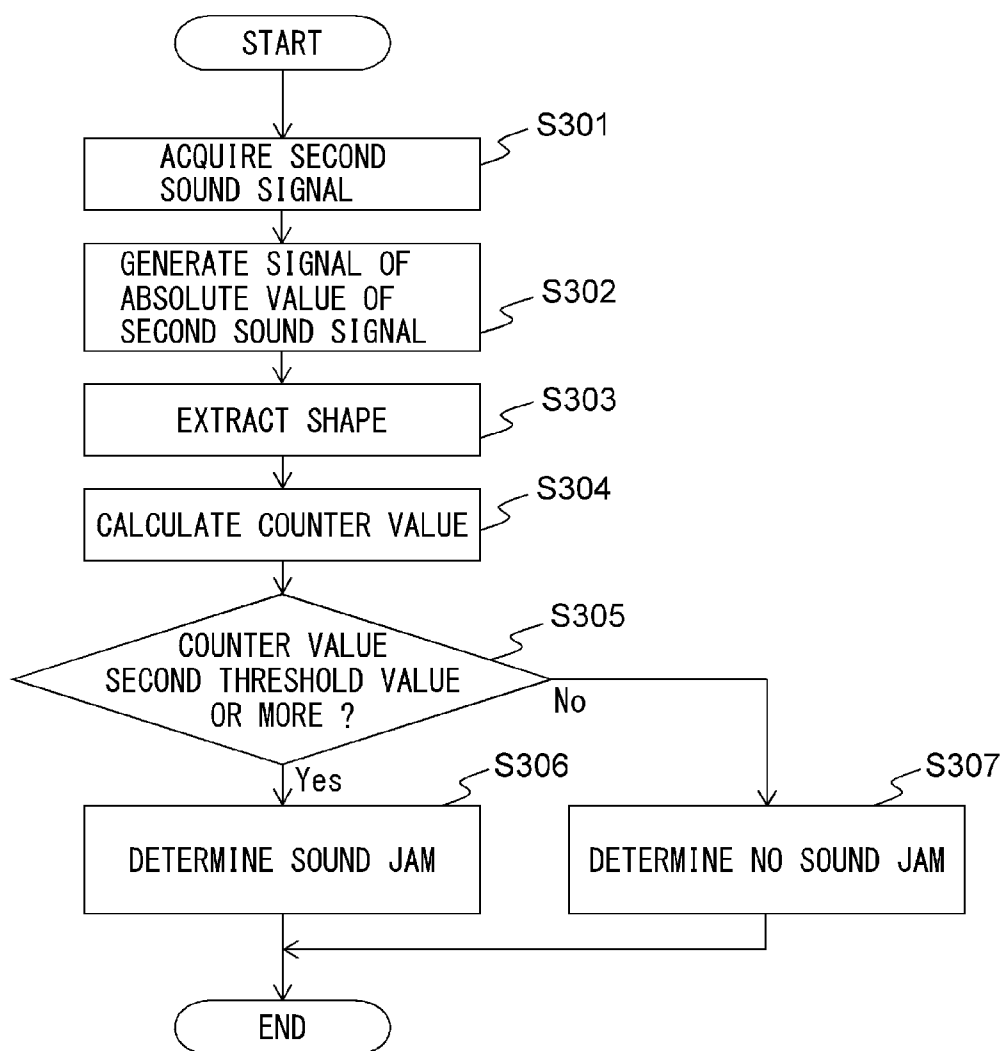 START
S301
ACQUIRE SECOND
SOUND SIGNAL
GENERATE SIGNAL OF
ABSOLUTE VALUE OF
SECOND SOUND SIGNAL
S302
EXTRACT SHAPE
S303
CALCULATE COUNTER VALUE
S304
COUNTER VALUE
SECOND THRESHOLD VALUE
OR MORE ?
S305
No
Yes
S306
DETERMINE SOUND JAM
S307
DETERMINE NO SOUND JAM
END